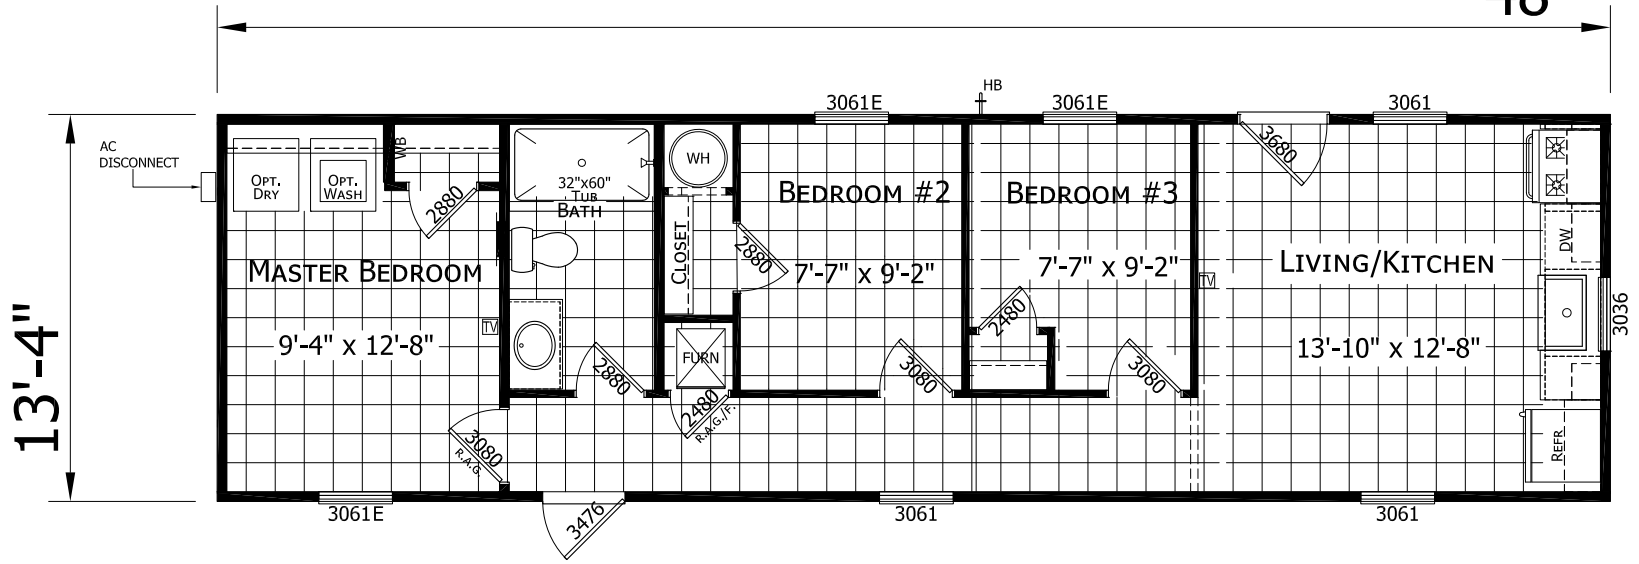 48
HB
3061E
3061E
3061
AC
DISCONNECT
WB
OPT.
DRY
OPT.
WASH
2880
32"x60"
TUB
BATH
WH
CLOSET
2880
BEDROOM #2
7'-7" x 9'-2"
BEDROOM #3
7'-7" x 9'-2"
3680
DW
MASTER BEDROOM
9'-4" x 12'-8"
TV
TV
LIVING/KITCHEN
13'-10" x 12'-8"
3036
13'-4"
2880
FURN
2480
R.A.G./F.
3080
2480
3080
3080
R.A.G.
REFR
3061E
3476
3061
3061